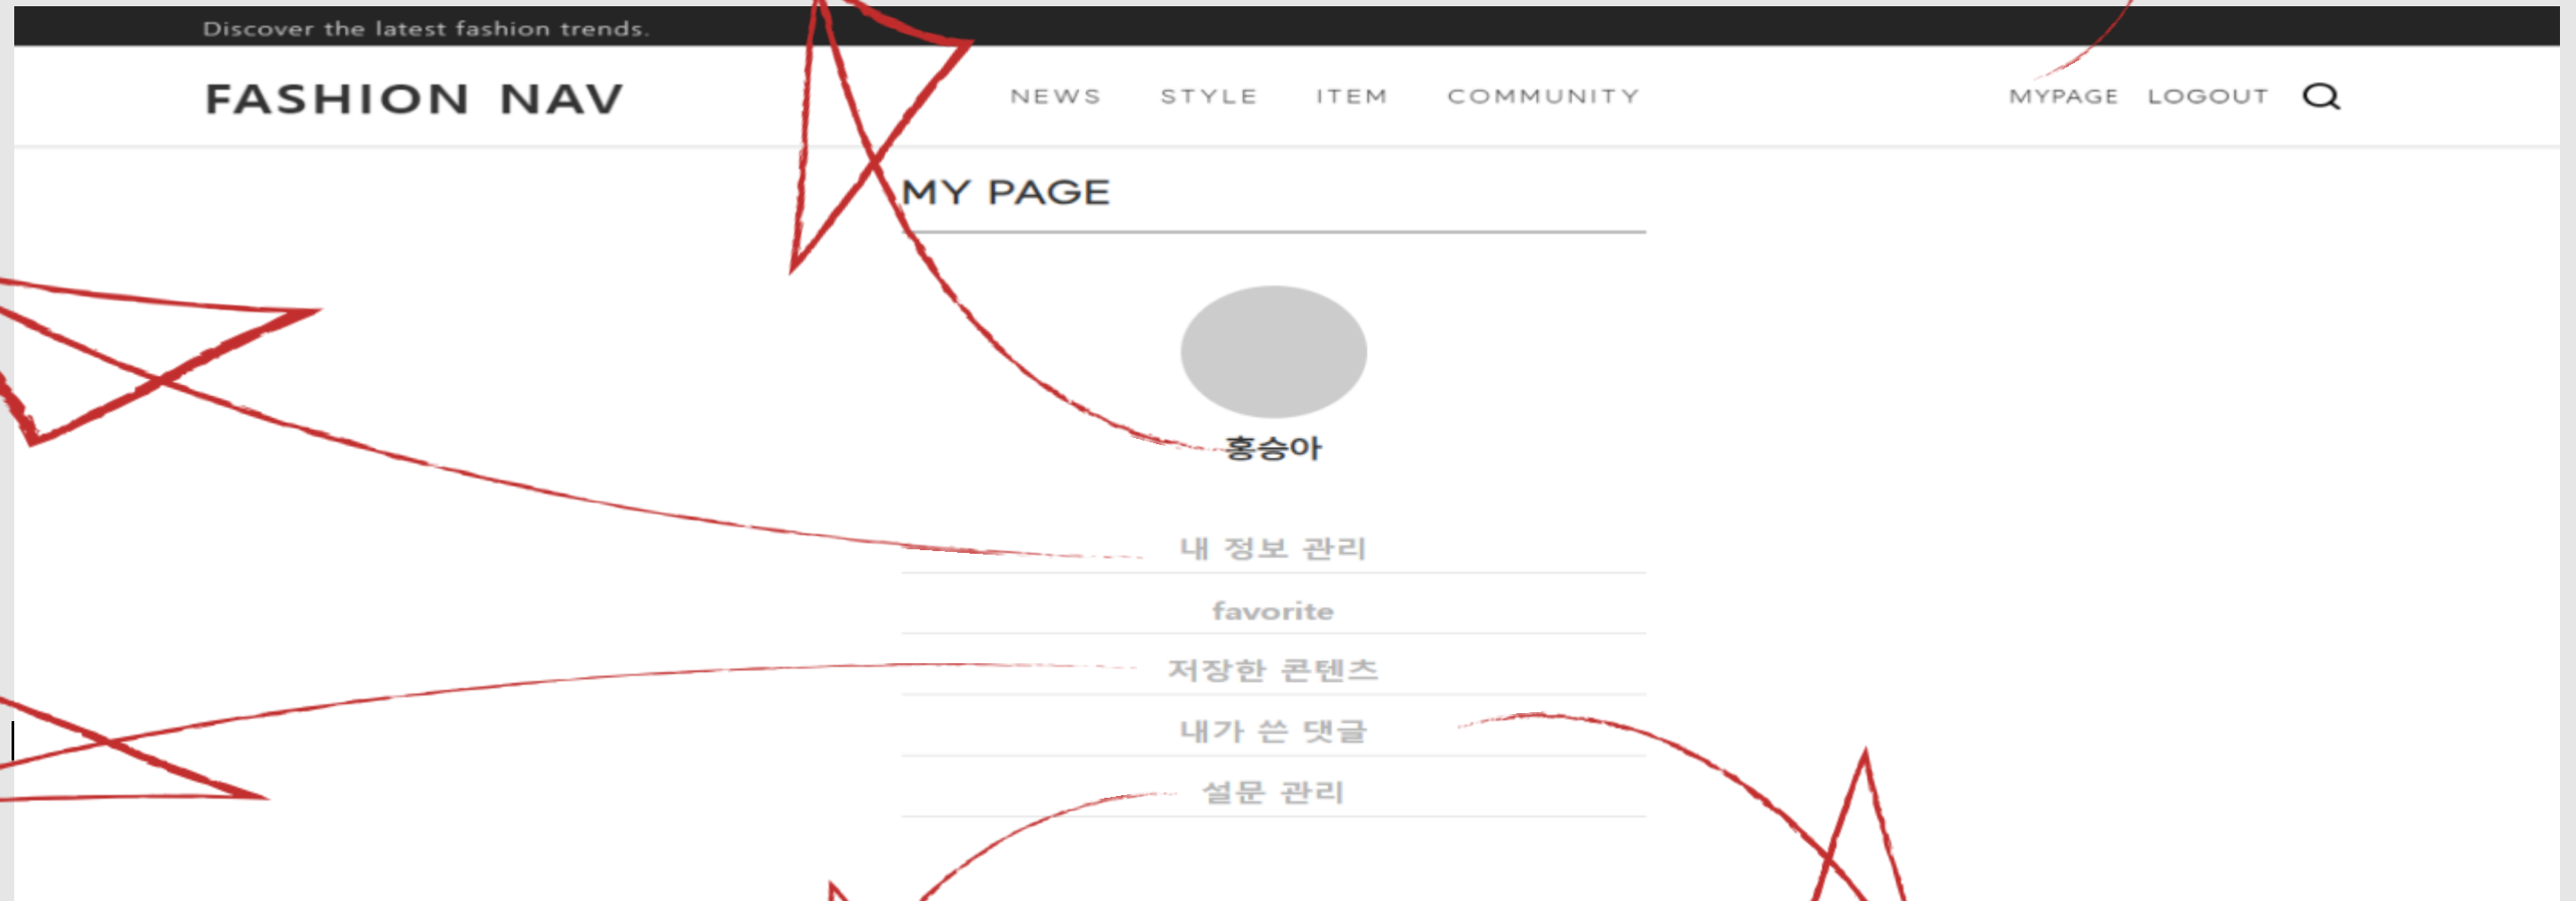 Discover the latest fashion trends.
FASHION NAV NEWS STYLE ITEM COMMUNITY MYPAGE LOGOUT
MY PAGE
홍승아
내 정보 관리
favorite
저장한 콘텐츠
내가 쓴 댓글
설문 관리